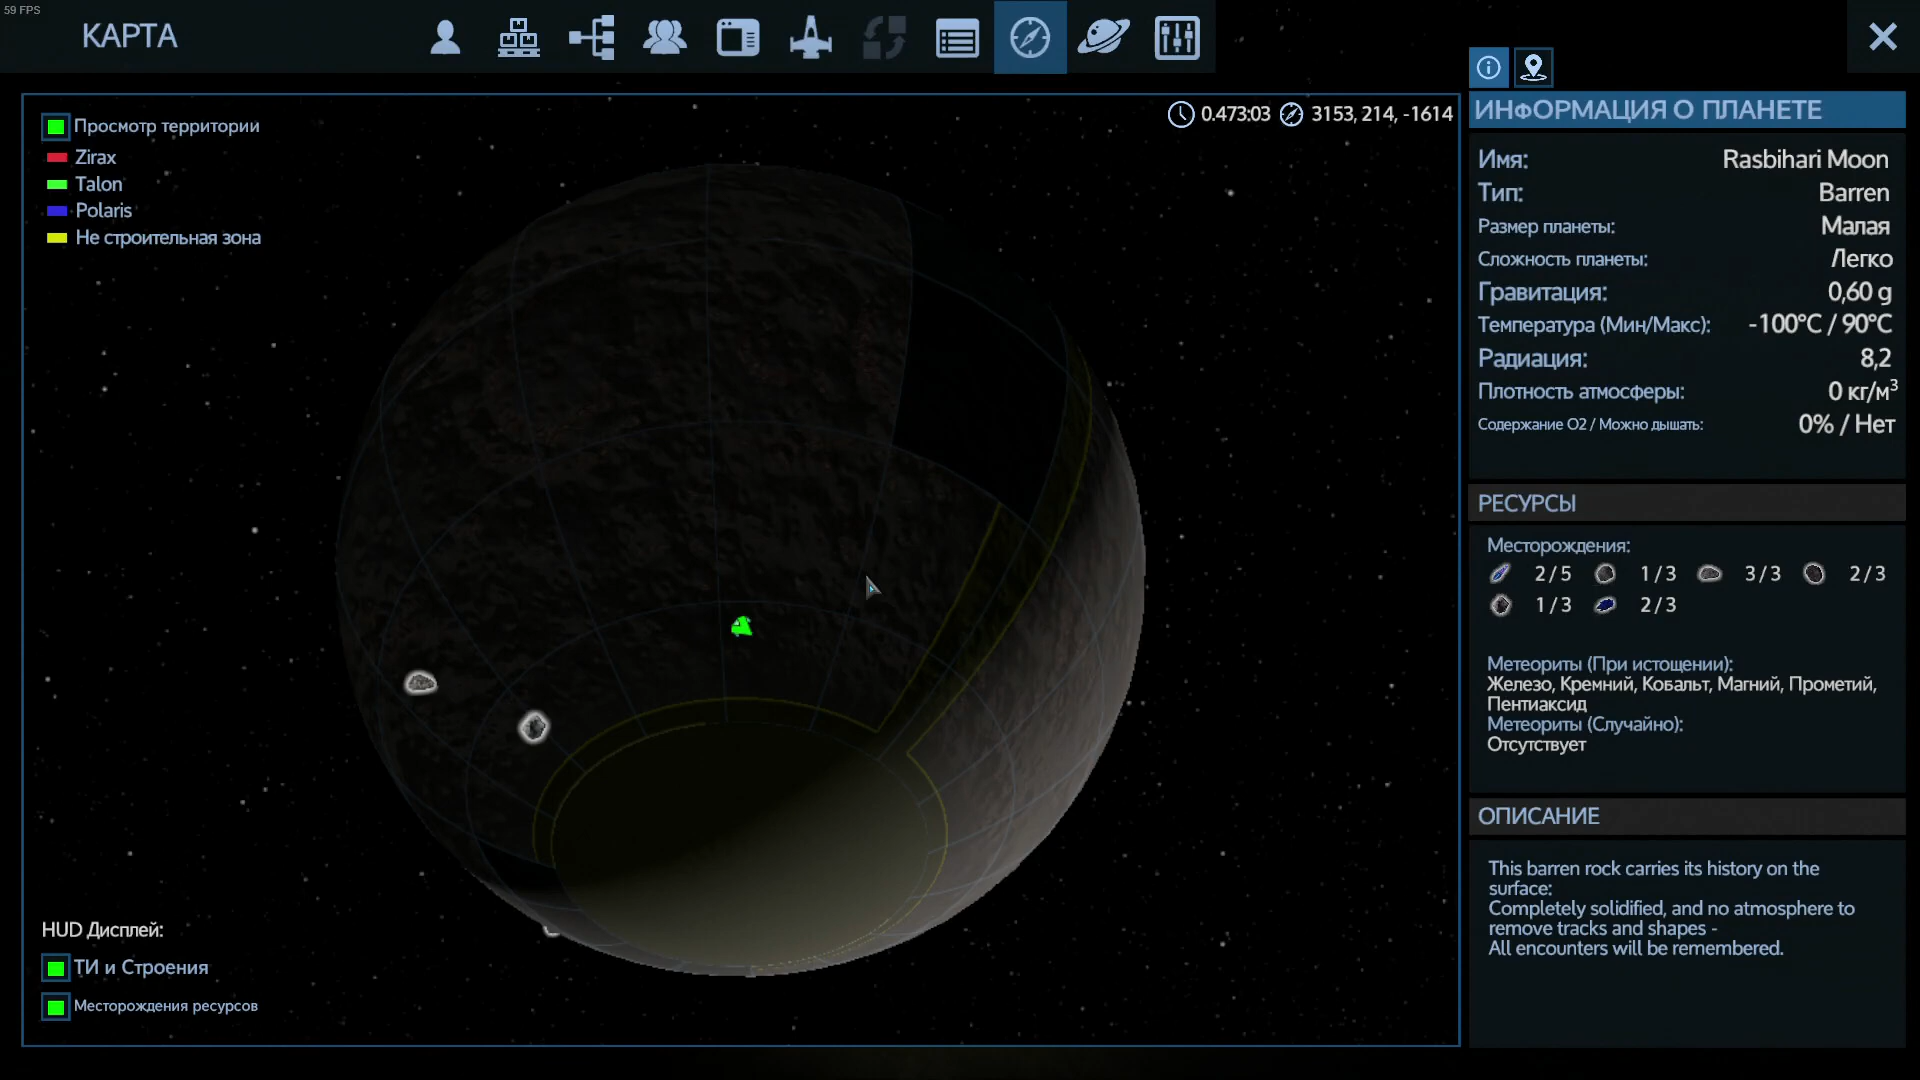 59 FPS
КАРТА
0.473:03 3153, 214, -1614
Просмотр территории
Zirax
Talon
Polaris
Не строительная зона
HUD Дисплей:
ТИ и Строения
Месторождения ресурсов
ИНФОРМАЦИЯ О ПЛАНЕТЕ
Имя: Rasbihari Moon
Тип: Barren
Размер планеты: Малая
Сложность планеты: Легко
Гравитация: 0,60 g
Температура (Мин/Макс): -100°C / 90°C
Радиация: 8,2
Плотность атмосферы: 0 кг/м³
Содержание O2 / Можно дышать: 0% / Нет
РЕСУРСЫ
Месторождения:
2 / 5 1 / 3 3 / 3 2 / 3
1 / 3 2 / 3
Метеориты (При истощении):
Железо, Кремний, Кобальт, Магний, Прометий,
Пентиаксид
Метеориты (Случайно):
Отсутствует
ОПИСАНИЕ
This barren rock carries its history on the
surface:
Completely solidified, and no atmosphere to
remove tracks and shapes -
All encounters will be remembered.